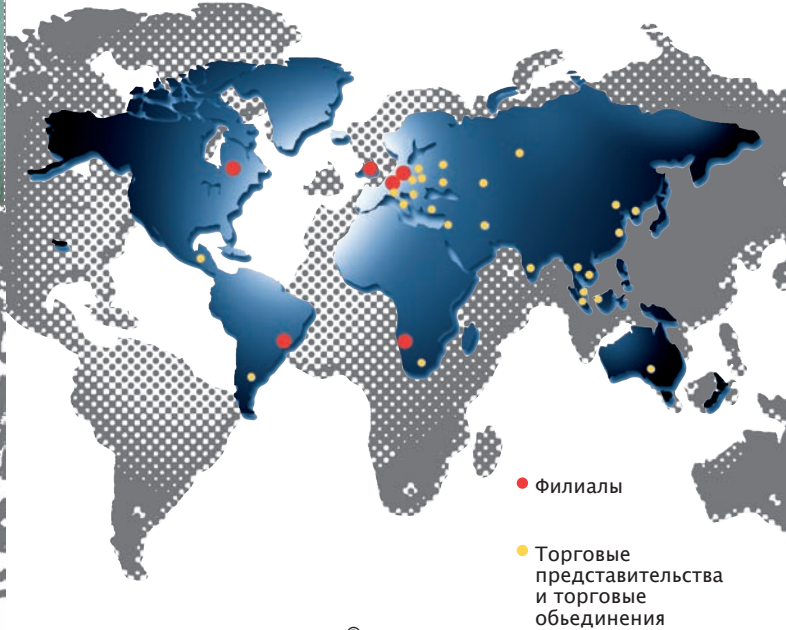 Филиалы
Торговые
представительства
и торговые
обьединения
®